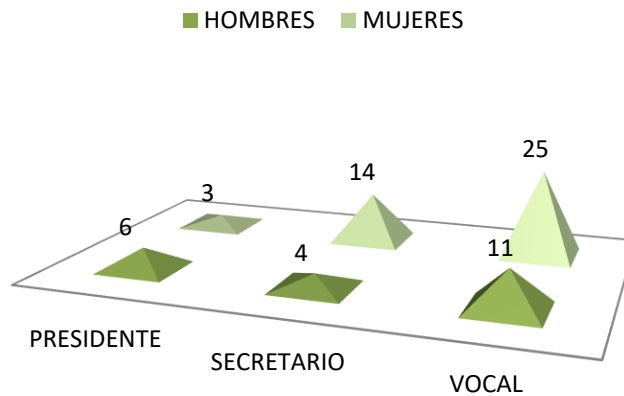 HOMBRES MUJERES
25
14
3
6
4
11
PRESIDENTE
SECRETARIO
VOCAL